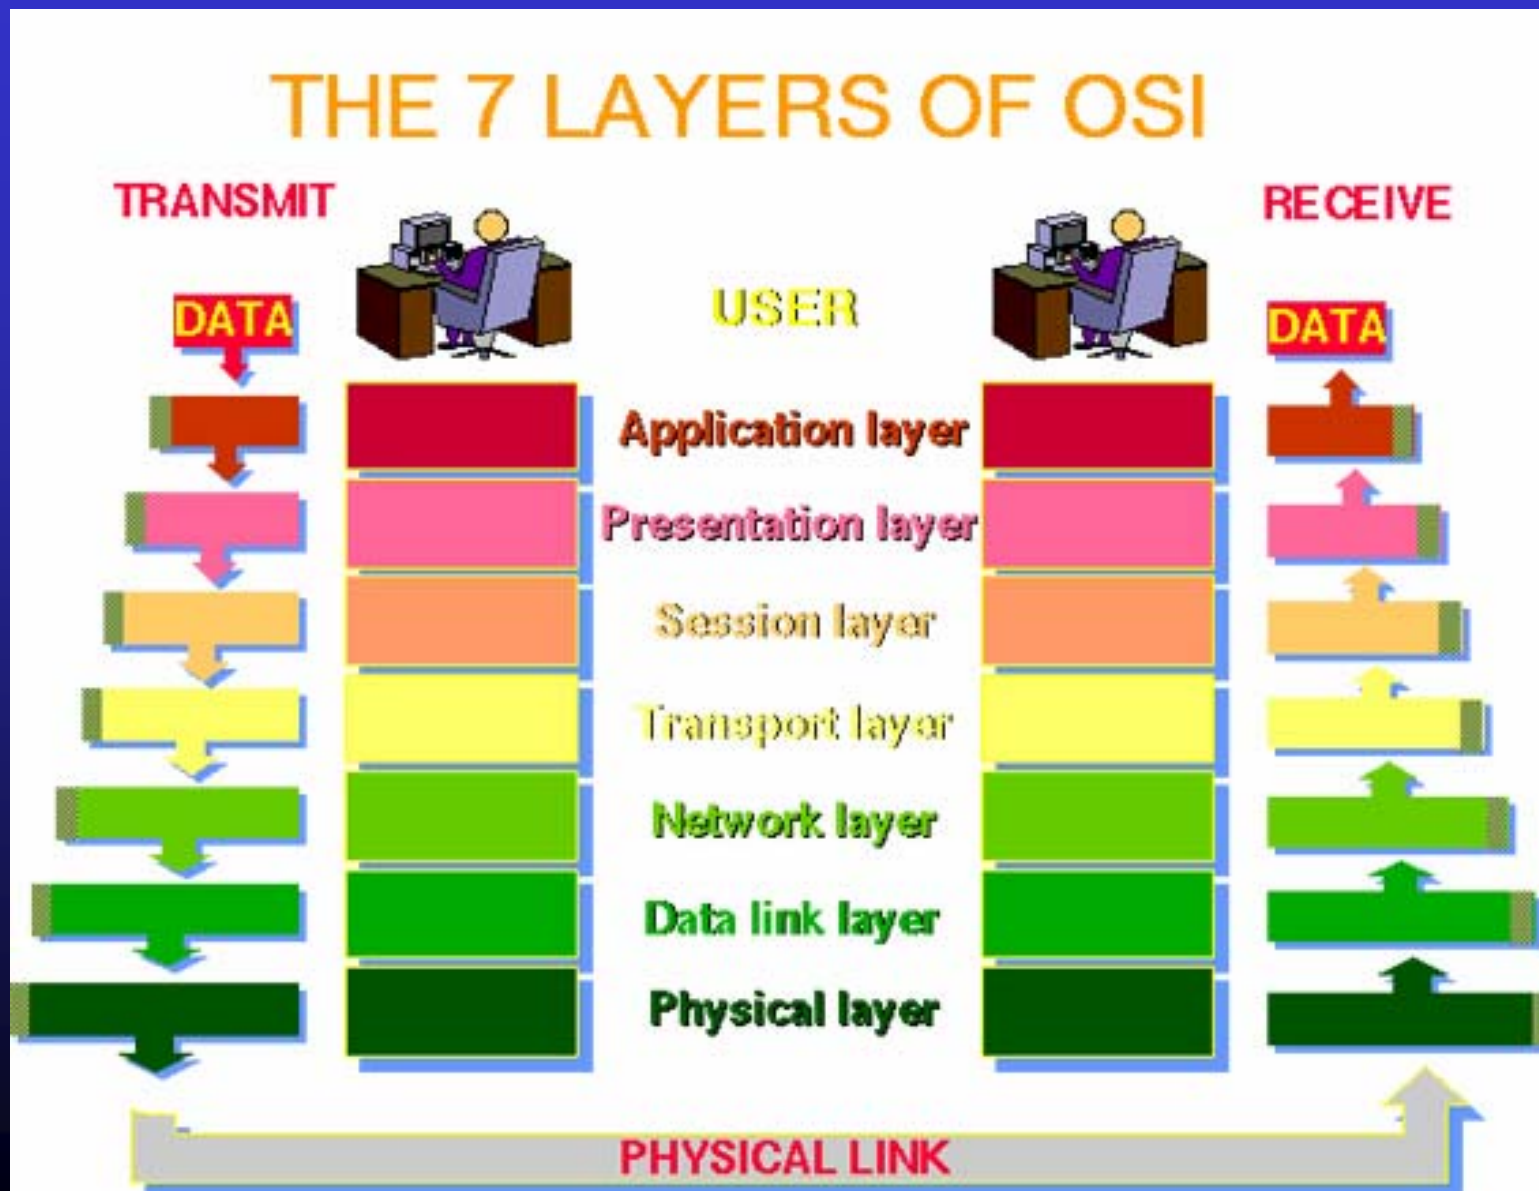 THE 7 LAYERS OF OSI
TRANSMIT
RECEIVE
USER
DATA
DATA
Application layer
Presentation layer
Session layer
Transport layer
Network layer
Data link layer
Physical layer
PHYSICAL LINK